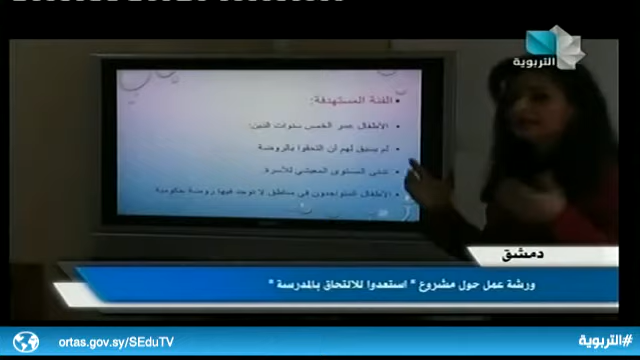 التربوية
• الفئة المستهدفة:
• الأطفال عمر الخمس سنوات الذين:
• لم يسبق لهم أن التحقوا بالروضة
• تدني المستوى المعيشي للأسرة
• الأطفال المتواجدون في مناطق لا توجد فيها روضة حكومية
دمشق
ورشة عمل حول مشروع " استعدوا للالتحاق بالمدرسة "
ortas.gov.sy/SEduTV
#التربوية